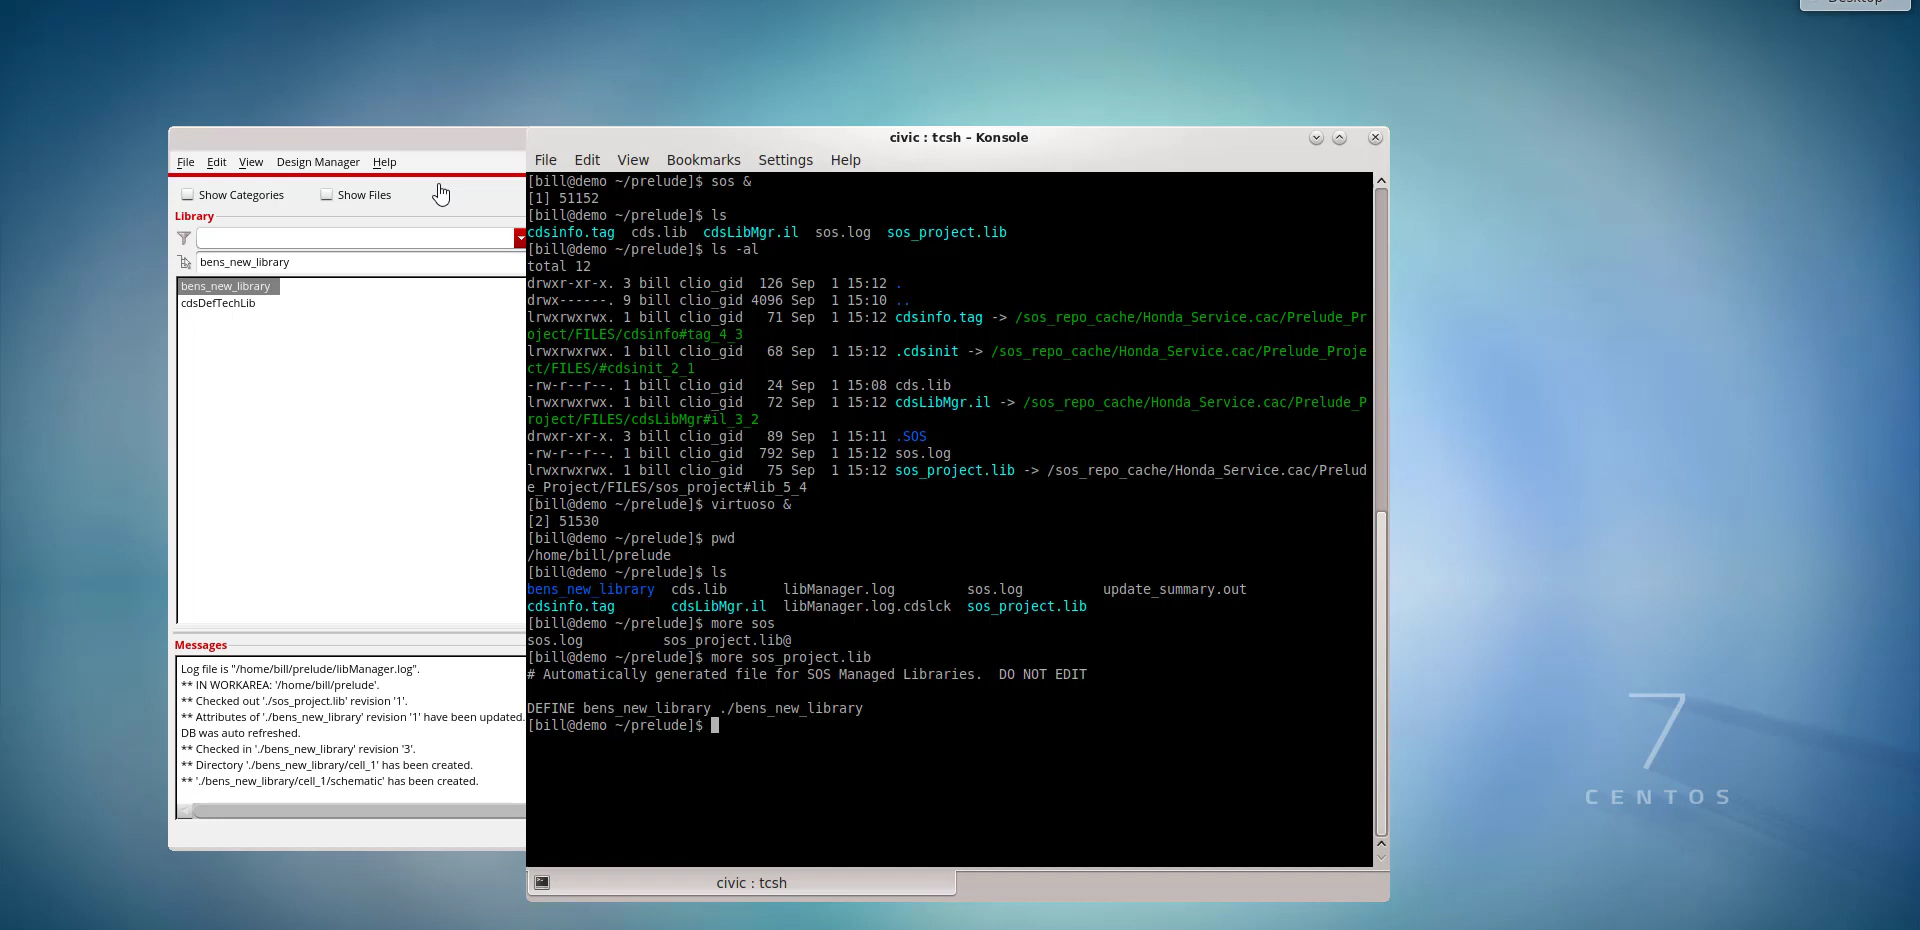 Desktop
File Edit View Design Manager Help
Show Categories Show Files
Library
bens_new_library
bens_new_library
cdsDefTechLib
Messages
Log file is "/home/bill/prelude/libManager.log".
** IN WORKAREA: '/home/bill/prelude'.
** Checked out './sos_project.lib' revision '1'.
** Attributes of './bens_new_library' revision '1' have been updated.
DB was auto refreshed.
** Checked in './bens_new_library' revision '3'.
** Directory './bens_new_library/cell_1' has been created.
** './bens_new_library/cell_1/schematic' has been created.
civic : tcsh – Konsole
File Edit View Bookmarks Settings Help
[bill@demo ~/prelude]$ sos &
[1] 51152
[bill@demo ~/prelude]$ ls
cdsinfo.tag cds.lib cdsLibMgr.il sos.log sos_project.lib
[bill@demo ~/prelude]$ ls -al
total 12
drwxr-xr-x. 3 bill clio_gid 126 Sep 1 15:12 .
drwx------. 9 bill clio_gid 4096 Sep 1 15:10 ..
lrwxrwxrwx. 1 bill clio_gid 71 Sep 1 15:12 cdsinfo.tag -> /sos_repo_cache/Honda_Service.cac/Prelude_Pr
oject/FILES/cdsinfo#tag_4_3
lrwxrwxrwx. 1 bill clio_gid 68 Sep 1 15:12 .cdsinit -> /sos_repo_cache/Honda_Service.cac/Prelude_Proje
ct/FILES/#cdsinit_2_1
-rw-r--r--. 1 bill clio_gid 24 Sep 1 15:08 cds.lib
lrwxrwxrwx. 1 bill clio_gid 72 Sep 1 15:12 cdsLibMgr.il -> /sos_repo_cache/Honda_Service.cac/Prelude_P
roject/FILES/cdsLibMgr#il_3_2
drwxr-xr-x. 3 bill clio_gid 89 Sep 1 15:11 .SOS
-rw-r--r--. 1 bill clio_gid 792 Sep 1 15:12 sos.log
lrwxrwxrwx. 1 bill clio_gid 75 Sep 1 15:12 sos_project.lib -> /sos_repo_cache/Honda_Service.cac/Prelud
e_Project/FILES/sos_project#lib_5_4
[bill@demo ~/prelude]$ virtuoso &
[2] 51530
[bill@demo ~/prelude]$ pwd
/home/bill/prelude
[bill@demo ~/prelude]$ ls
bens_new_library cds.lib libManager.log sos.log update_summary.out
cdsinfo.tag cdsLibMgr.il libManager.log.cdslck sos_project.lib
[bill@demo ~/prelude]$ more sos
sos.log sos_project.lib@
[bill@demo ~/prelude]$ more sos_project.lib
# Automatically generated file for SOS Managed Libraries. DO NOT EDIT
DEFINE bens_new_library ./bens_new_library
[bill@demo ~/prelude]$
civic : tcsh
7
CENTOS